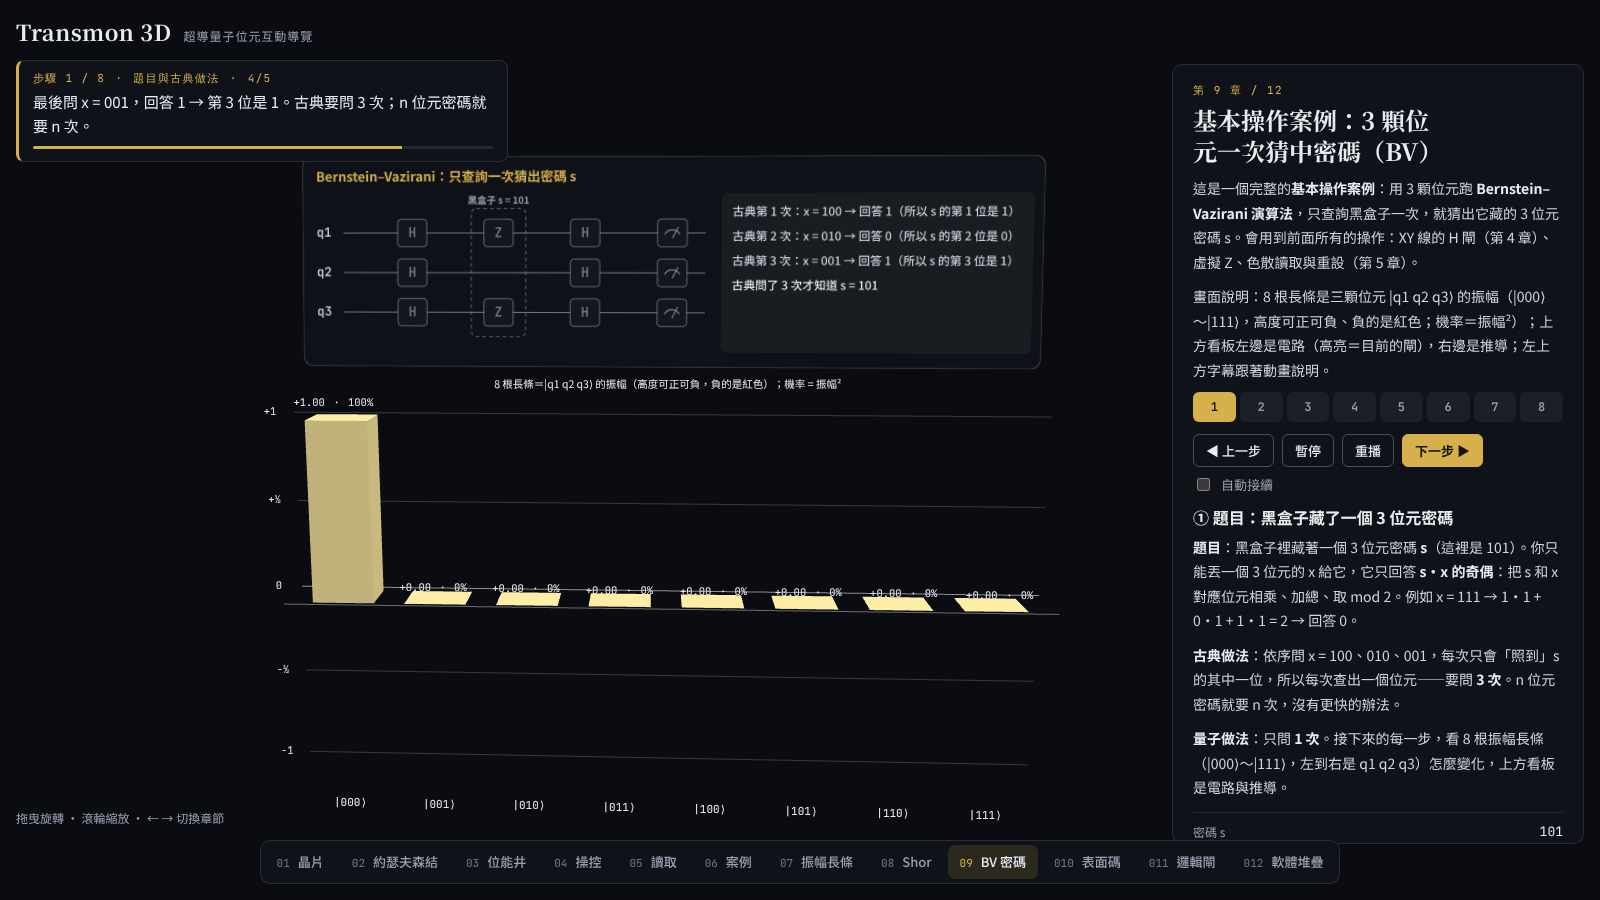 Transmon 3D 超導量子位元互動導覽
步驟 1 / 8 · 題目與古典做法 · 4/5
最後問 x = 001，回答 1 → 第 3 位是 1。古典要問 3 次；n 位元密碼就
要 n 次。
Bernstein–Vazirani：只查詢一次猜出密碼 s
黑盒子 s = 101
q1 H Z H
q2 H H
q3 H Z H
古典第 1 次：x = 100 → 回答 1（所以 s 的第 1 位是 1）
古典第 2 次：x = 010 → 回答 0（所以 s 的第 2 位是 0）
古典第 3 次：x = 001 → 回答 1（所以 s 的第 3 位是 1）
古典問了 3 次才知道 s = 101
8 根長條＝|q1 q2 q3⟩ 的振幅（高度可正可負，負的是紅色）；機率 = 振幅²
+1.00 · 100%
+1
+½
0
+0.00 · 0% +0.00 · 0% +0.00 · 0% +0.00 · 0% +0.00 · 0% +0.00 · 0% +0.00 · 0%
-½
-1
|000⟩ |001⟩ |010⟩ |011⟩ |100⟩ |101⟩ |110⟩ |111⟩
拖曳旋轉 · 滾輪縮放 · ←→ 切換章節
第 9 章 / 12
基本操作案例：3 顆位
元一次猜中密碼（BV）
這是一個完整的基本操作案例：用 3 顆位元跑 Bernstein–
Vazirani 演算法，只查詢黑盒子一次，就猜出它藏的 3 位元
密碼 s。會用到前面所有的操作：XY 線的 H 閘（第 4 章）、
虛擬 Z、色散讀取與重設（第 5 章）。
畫面說明：8 根長條是三顆位元 |q1 q2 q3⟩ 的振幅（|000⟩
～|111⟩，高度可正可負、負的是紅色；機率＝振幅²）；上
方看板左邊是電路（高亮＝目前的閘），右邊是推導；左上
方字幕跟著動畫說明。
1 2 3 4 5 6 7 8
◀ 上一步 暫停 重播 下一步 ▶
自動接續
① 題目：黑盒子藏了一個 3 位元密碼
題目：黑盒子裡藏著一個 3 位元密碼 s（這裡是 101）。你只
能丟一個 3 位元的 x 給它，它只回答 s·x 的奇偶：把 s 和 x
對應位元相乘、加總、取 mod 2。例如 x = 111 → 1·1 +
0·1 + 1·1 = 2 → 回答 0。
古典做法：依序問 x = 100、010、001，每次只會「照到」s
的其中一位，所以每次查出一個位元——要問 3 次。n 位元
密碼就要 n 次，沒有更快的辦法。
量子做法：只問 1 次。接下來的每一步，看 8 根振幅長條
（|000⟩～|111⟩，左到右是 q1 q2 q3）怎麼變化，上方看板
是電路與推導。
密碼 s 101
01 晶片 02 約瑟夫森結 03 位能井 04 操控 05 讀取 06 案例 07 振幅長條 08 Shor 09 BV 密碼 010 表面碼 011 邏輯閘 012 軟體堆疊